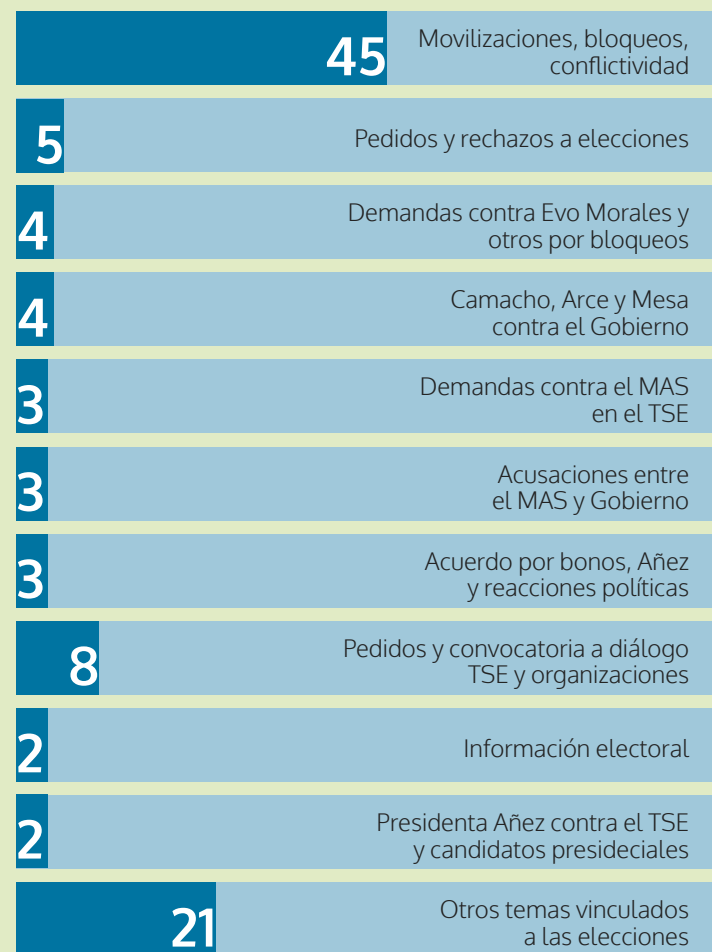 45
Movilizaciones, bloqueos,
conflictividad
5
Pedidos y rechazos a elecciones
4
Demandas contra Evo Morales y
otros por bloqueos
4
Camacho, Arce y Mesa
contra el Gobierno
3
Demandas contra el MAS
en el TSE
3
Acusaciones entre
el MAS y Gobierno
3
Acuerdo por bonos, Añez
y reacciones políticas
8
Pedidos y convocatoria a diálogo
TSE y organizaciones
2
Información electoral
2
Presidenta Añez contra el TSE
y candidatos presideciales
21
Otros temas vinculados
a las elecciones